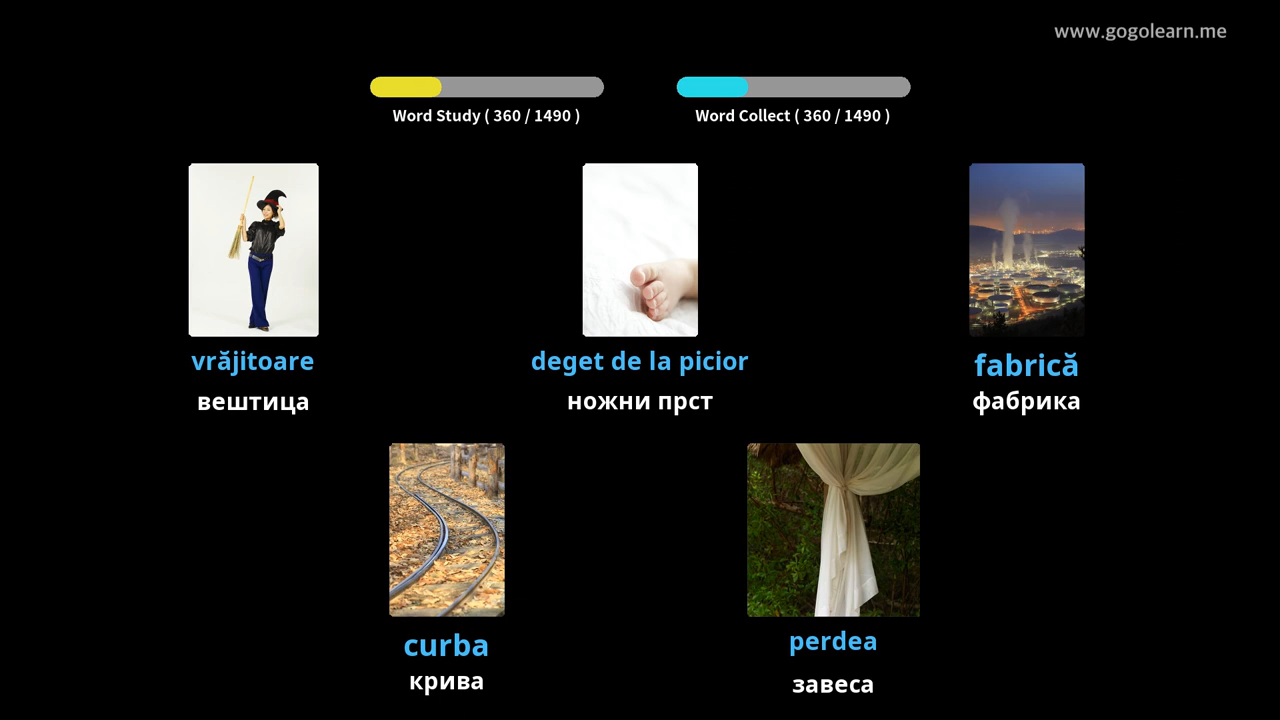 www.gogolearn.me
Word Study ( 360 / 1490 )
Word Collect ( 360 / 1490 )
vrăjitoare
вештица
deget de la picior
ножни прст
fabrică
фабрика
curba
крива
perdea
завеса